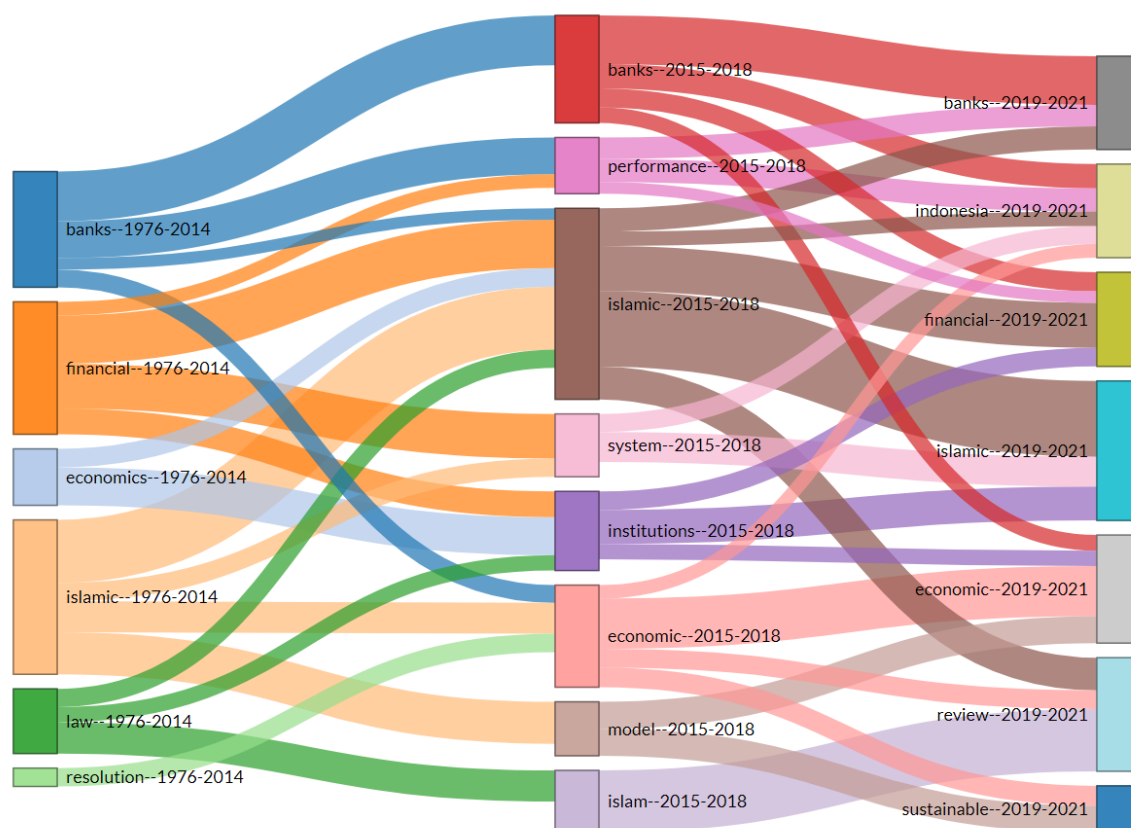 banks--1976-2014
financial--1976-2014
economics--1976-2014
islamic--1976-2014
law--1976-2014
resolution--1976-2014
banks--2015-2018
performance--2015-2018
islamic--2015-2018
system--2015-2018
institutions--2015-2018
economic--2015-2018
model--2015-2018
islam--2015-2018
banks--2019-2021
indonesia--2019-2021
financial--2019-2021
islamic--2019-2021
economic--2019-2021
review--2019-2021
sustainable--2019-2021